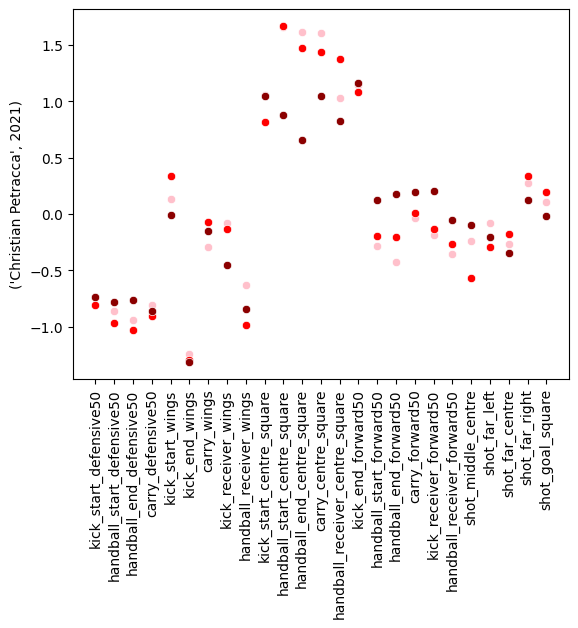 ('Christian Petracca', 2021)
1.5
1.0
0.5
0.0
−0.5
−1.0
kick_start_defensive50
handball_start_defensive50
handball_end_defensive50
carry_defensive50
kick_start_wings
kick_end_wings
carry_wings
kick_receiver_wings
handball_receiver_wings
kick_start_centre_square
handball_start_centre_square
handball_end_centre_square
carry_centre_square
handball_receiver_centre_square
kick_end_forward50
handball_start_forward50
handball_end_forward50
carry_forward50
kick_receiver_forward50
handball_receiver_forward50
shot_middle_centre
shot_far_left
shot_far_centre
shot_far_right
shot_goal_square